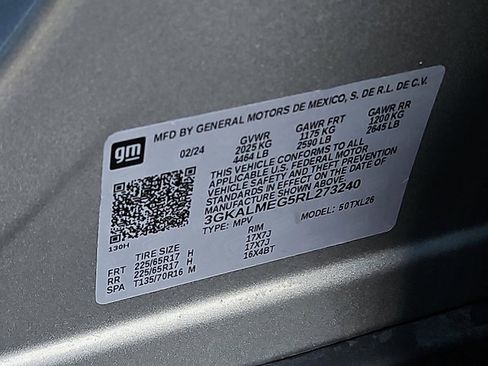 gm
MFD BY GENERAL MOTORS DE MEXICO, S. DE R.L. DE C.V.
02/24 GVWR GAWR FRT GAWR RR
2025 KG 1175 KG 1200 KG
4464 LB 2590 LB 2645 LB
THIS VEHICLE CONFORMS TO ALL
APPLICABLE U.S. FEDERAL MOTOR
VEHICLE SAFETY AND THEFT PREVENTION
STANDARDS IN EFFECT ON THE DATE OF
MANUFACTURE SHOWN ABOVE.
3GKALMEG5RL273240
TYPE: MPV MODEL: 50TXL26
130H
TIRE SIZE RIM
FRT 225/65R17 H 17X7J
RR 225/65R17 H 17X7J
SPA T135/70R16 M 16X4BT